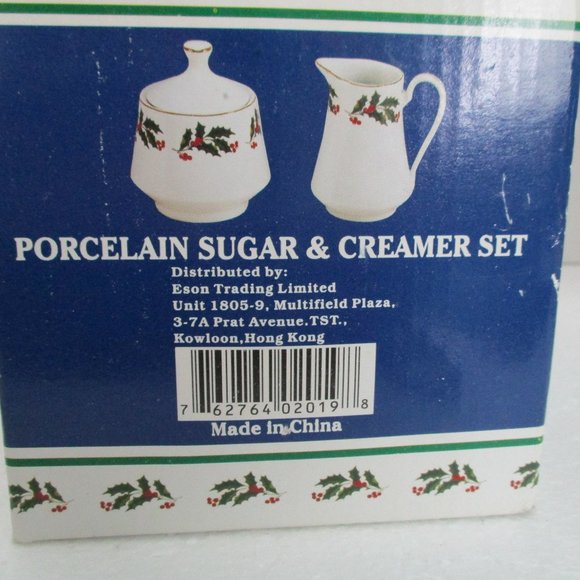 PORCELAIN SUGAR & CREAMER SET
Distributed by:
Eson Trading Limited
Unit 1805-9, Multifield Plaza,
3-7A Prat Avenue.TST.,
Kowloon,Hong Kong
7 62764 02019 8
Made in China